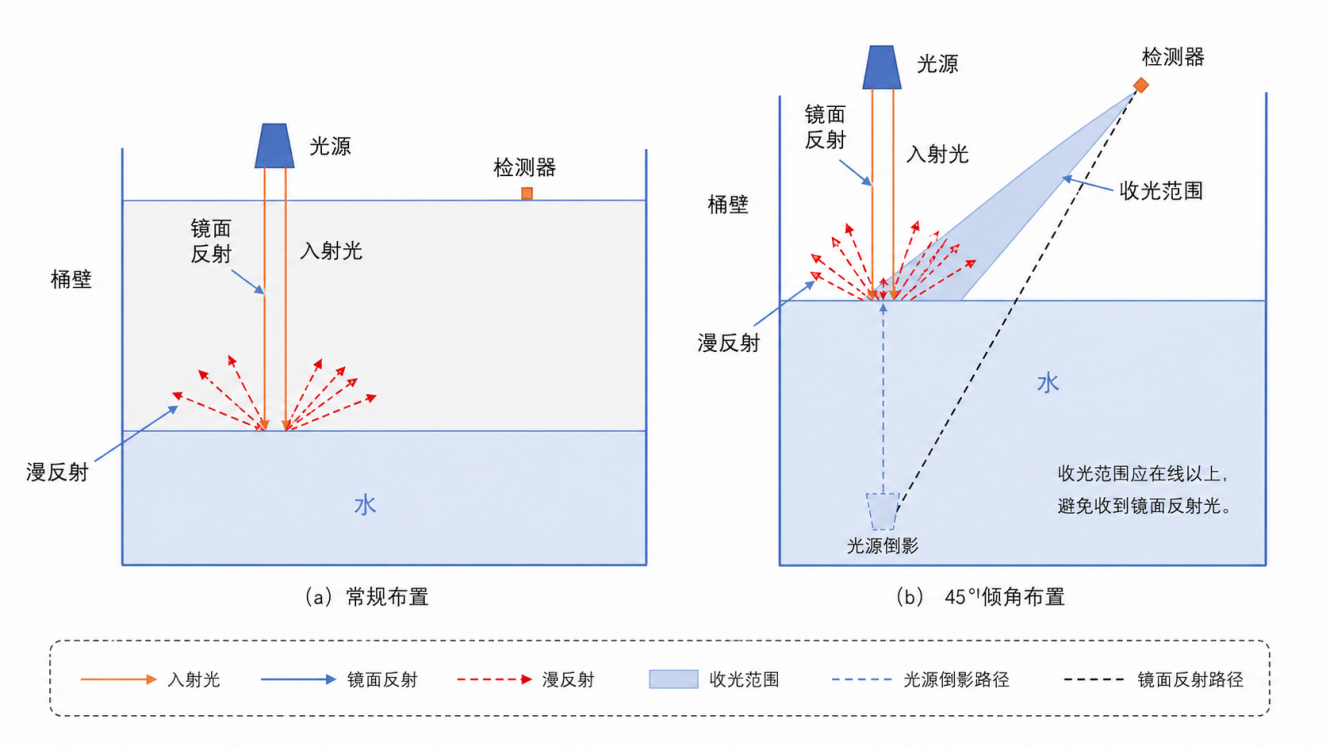 光源
检测器
镜面
反射
入射光
桶壁
漫反射
水
(a) 常规布置
光源
检测器
镜面
反射
入射光
收光范围
桶壁
漫反射
水
收光范围应在线以上，
避免收到镜面反射光。
光源倒影
(b) 45°倾角布置
入射光
镜面反射
漫反射
收光范围
光源倒影路径
镜面反射路径